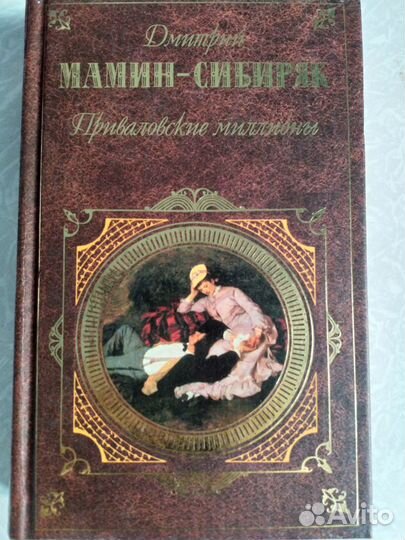 Дмитрий
МАМИН-СИБИРЯК
Приваловские миллионы
Avito